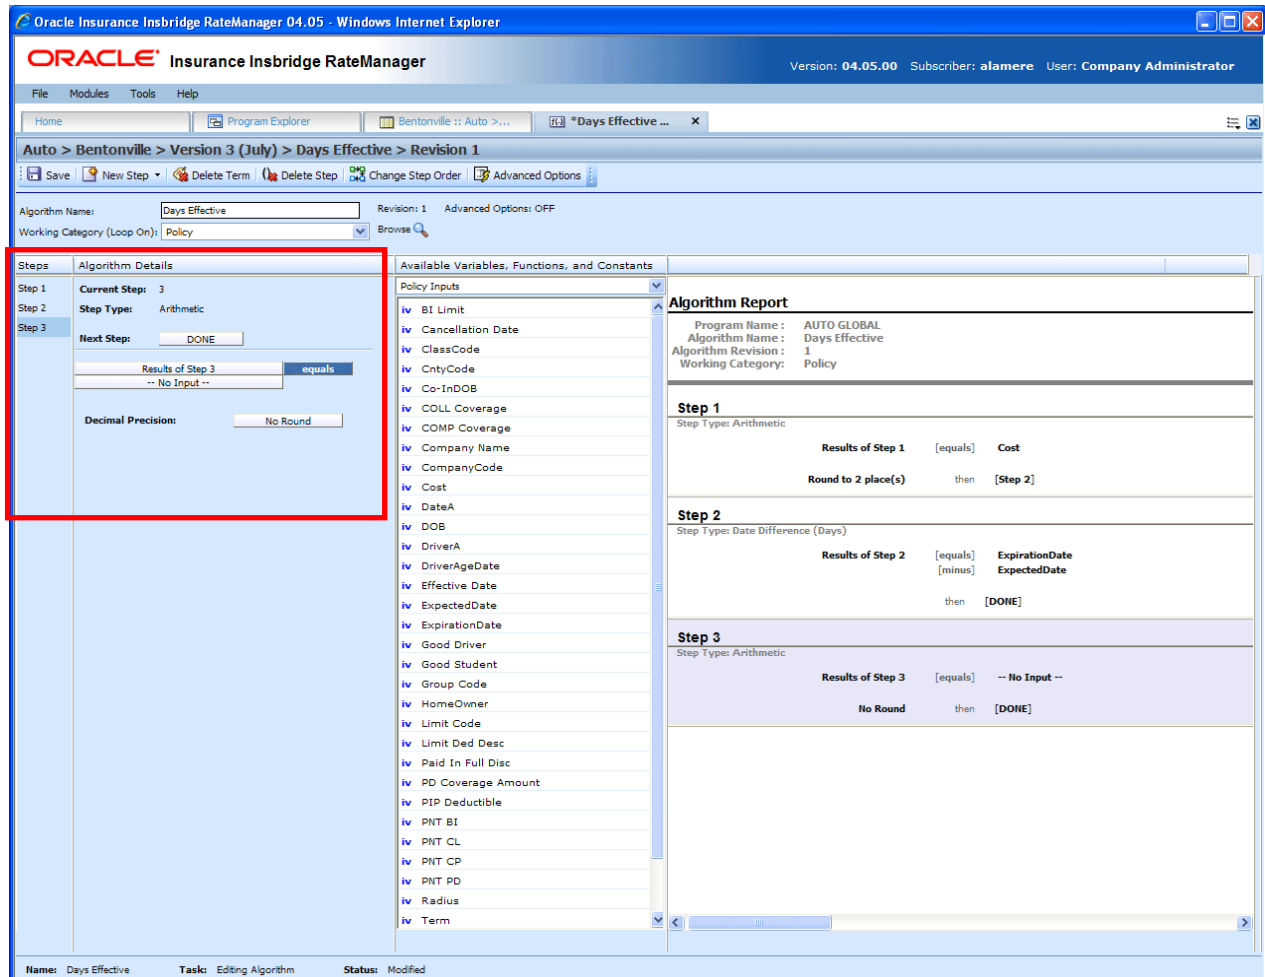 Oracle Insurance Insbridge RateManager 04.05 - Windows Internet Explorer
ORACLE Insurance Insbridge RateManager
Version: 04.05.00 Subscriber: alamere User: Company Administrator
File Modules Tools Help
Home Program Explorer Bentonville :: Auto >... *Days Effective ... x
Auto > Bentonville > Version 3 (July) > Days Effective > Revision 1
Save New Step Delete Term Delete Step Change Step Order Advanced Options
Algorithm Name: Days Effective Revision: 1 Advanced Options: OFF
Working Category (Loop On): Policy Browse
Steps Algorithm Details
Step 1
Step 2
Step 3
Current Step: 3
Step Type: Arithmetic
Next Step: DONE
Results of Step 3 equals
-- No Input --
Decimal Precision: No Round
Available Variables, Functions, and Constants
Policy Inputs
iv BI Limit
iv Cancellation Date
iv ClassCode
iv CntyCode
iv Co-InDOB
iv COLL Coverage
iv COMP Coverage
iv Company Name
iv CompanyCode
iv Cost
iv DateA
iv DOB
iv DriverA
iv DriverAgeDate
iv Effective Date
iv ExpectedDate
iv ExpirationDate
iv Good Driver
iv Good Student
iv Group Code
iv HomeOwner
iv Limit Code
iv Limit Ded Desc
iv Paid In Full Disc
iv PD Coverage Amount
iv PIP Deductible
iv PNT BI
iv PNT CL
iv PNT CP
iv PNT PD
iv Radius
iv Term
Algorithm Report
Program Name : AUTO GLOBAL
Algorithm Name : Days Effective
Algorithm Revision : 1
Working Category: Policy
Step 1
Step Type: Arithmetic
Results of Step 1 [equals] Cost
Round to 2 place(s) then [Step 2]
Step 2
Step Type: Date Difference (Days)
Results of Step 2 [equals] ExpirationDate
[minus] ExpectedDate
then [DONE]
Step 3
Step Type: Arithmetic
Results of Step 3 [equals] -- No Input --
No Round then [DONE]
Name: Days Effective Task: Editing Algorithm Status: Modified